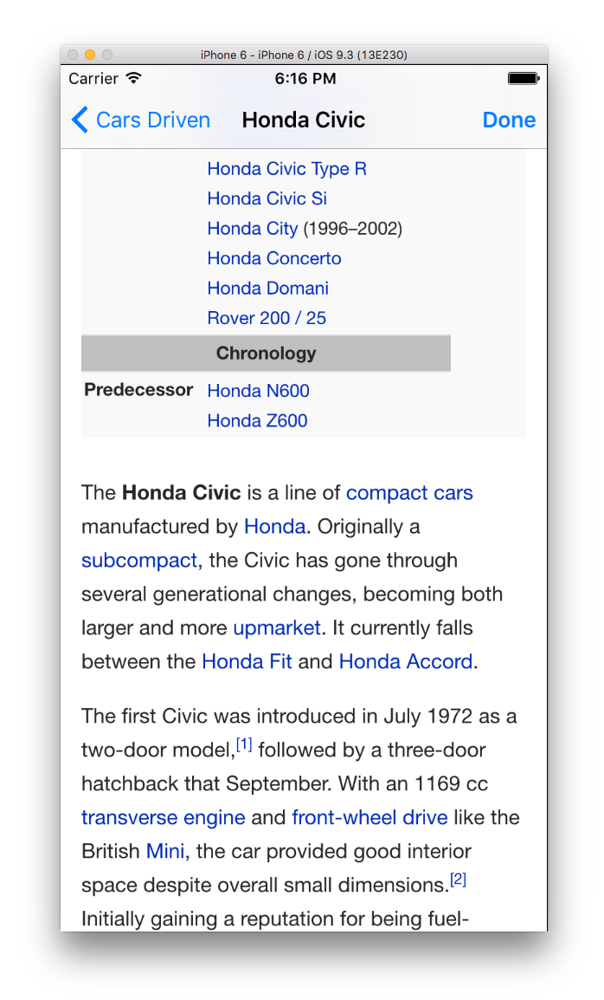 iPhone 6 - iPhone 6 / iOS 9.3 (13E230)
Carrier 6:16 PM
Cars Driven Honda Civic Done
Honda Civic Type R
Honda Civic Si
Honda City (1996–2002)
Honda Concerto
Honda Domani
Rover 200 / 25
Chronology
Predecessor Honda N600
Honda Z600
The Honda Civic is a line of compact cars
manufactured by Honda. Originally a
subcompact, the Civic has gone through
several generational changes, becoming both
larger and more upmarket. It currently falls
between the Honda Fit and Honda Accord.
The first Civic was introduced in July 1972 as a
two-door model,[1] followed by a three-door
hatchback that September. With an 1169 cc
transverse engine and front-wheel drive like the
British Mini, the car provided good interior
space despite overall small dimensions.[2]
Initially gaining a reputation for being fuel-